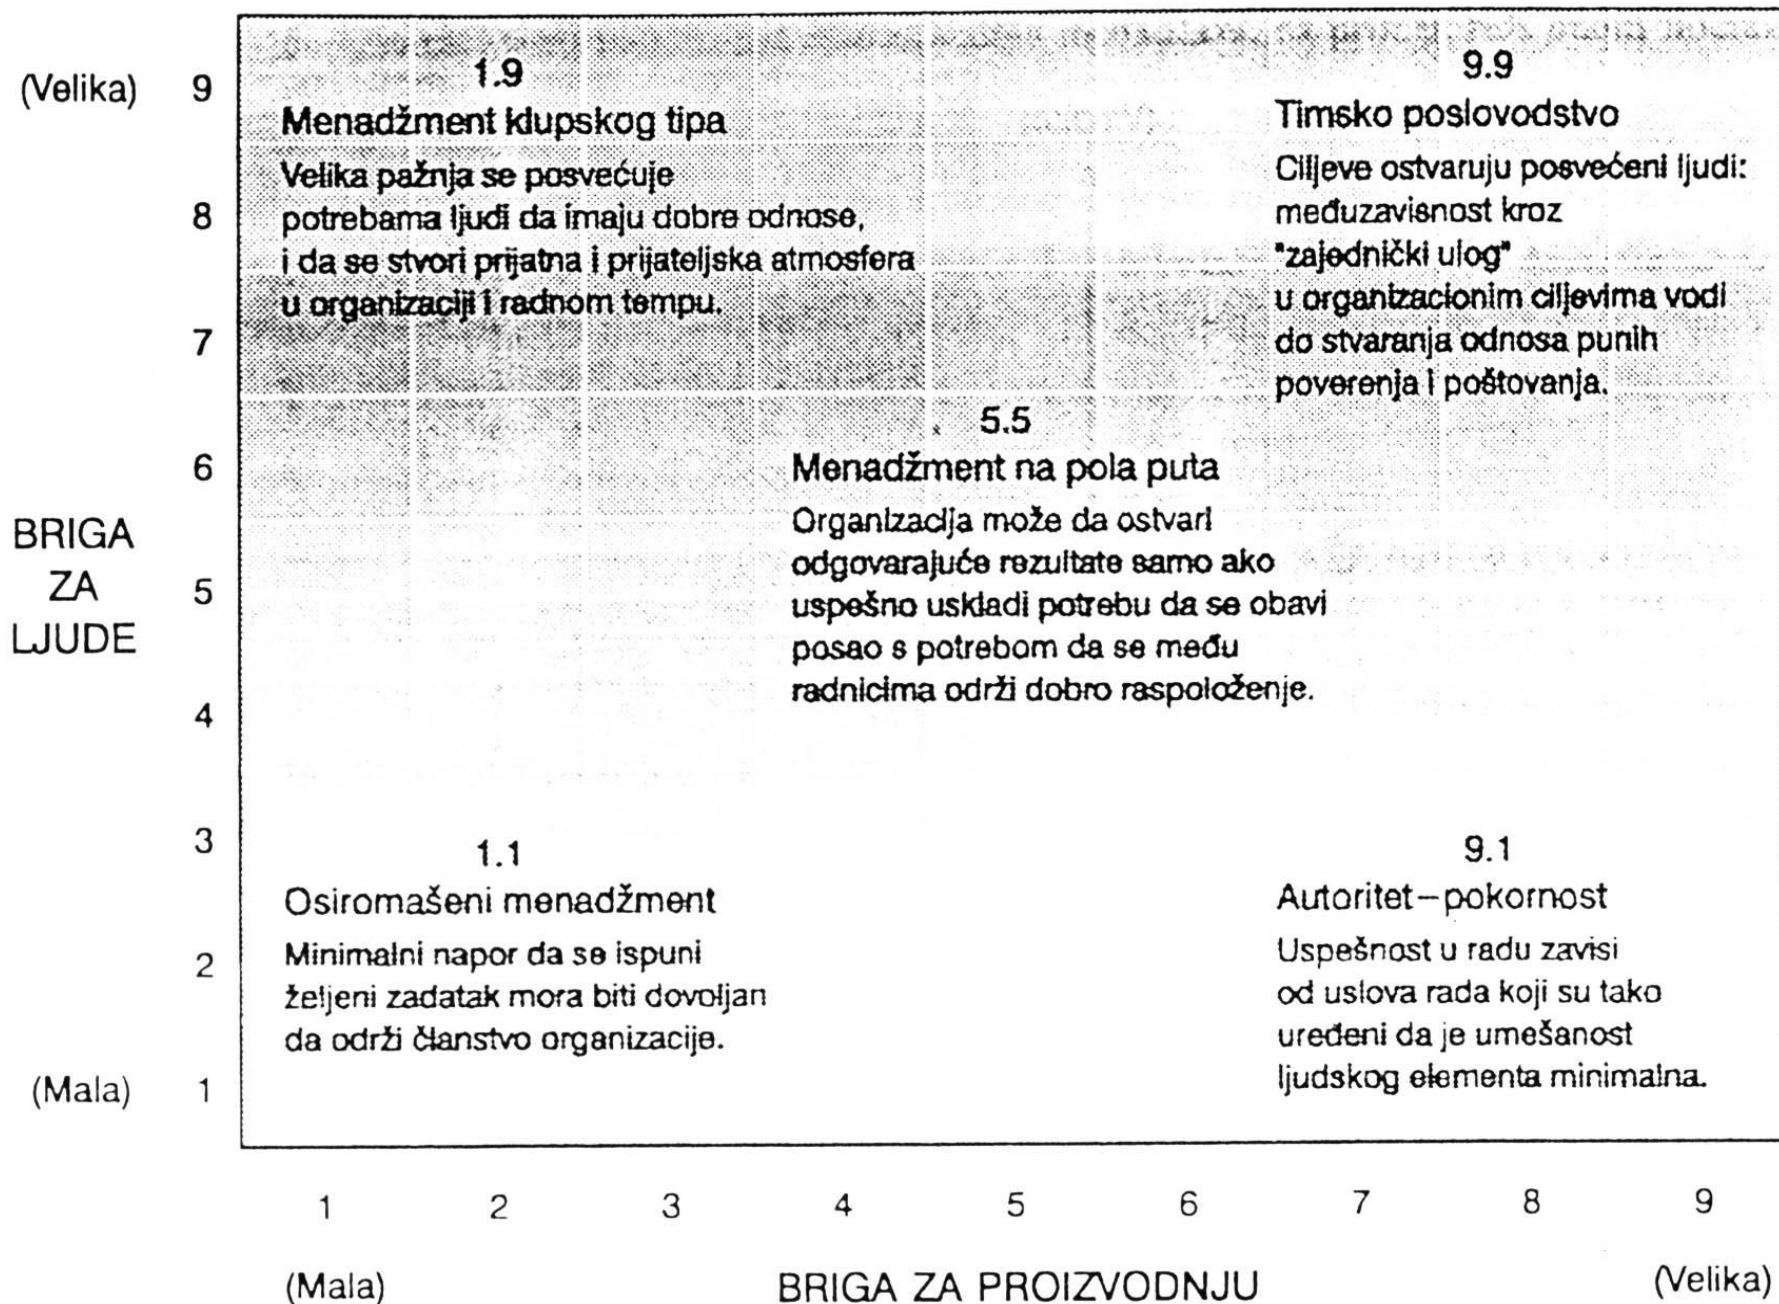 (Velika)
9
8
7
6
5
4
3
2
1
(Mala)
BRIGA
ZA
LJUDE
1.9
Menadžment klupskog tipa
Velika pažnja se posvećuje
potrebama ljudi da imaju dobre odnose,
i da se stvori prijatna i prijateljska atmosfera
u organizaciji i radnom tempu.
9.9
Timsko poslovodstvo
Ciljeve ostvaruju posvećeni ljudi:
međuzavisnost kroz
"zajednički ulog"
u organizacionim ciljevima vodi
do stvaranja odnosa punih
poverenja i poštovanja.
5.5
Menadžment na pola puta
Organizacija može da ostvari
odgovarajuće rezultate samo ako
uspešno uskladi potrebu da se obavi
posao s potrebom da se među
radnicima održi dobro raspoloženje.
1.1
Osiromašeni menadžment
Minimalni napor da se ispuni
željeni zadatak mora biti dovoljan
da održi članstvo organizacije.
9.1
Autoritet–pokornost
Uspešnost u radu zavisi
od uslova rada koji su tako
uređeni da je umešanost
ljudskog elementa minimalna.
1 2 3 4 5 6 7 8 9
(Mala) BRIGA ZA PROIZVODNJU (Velika)